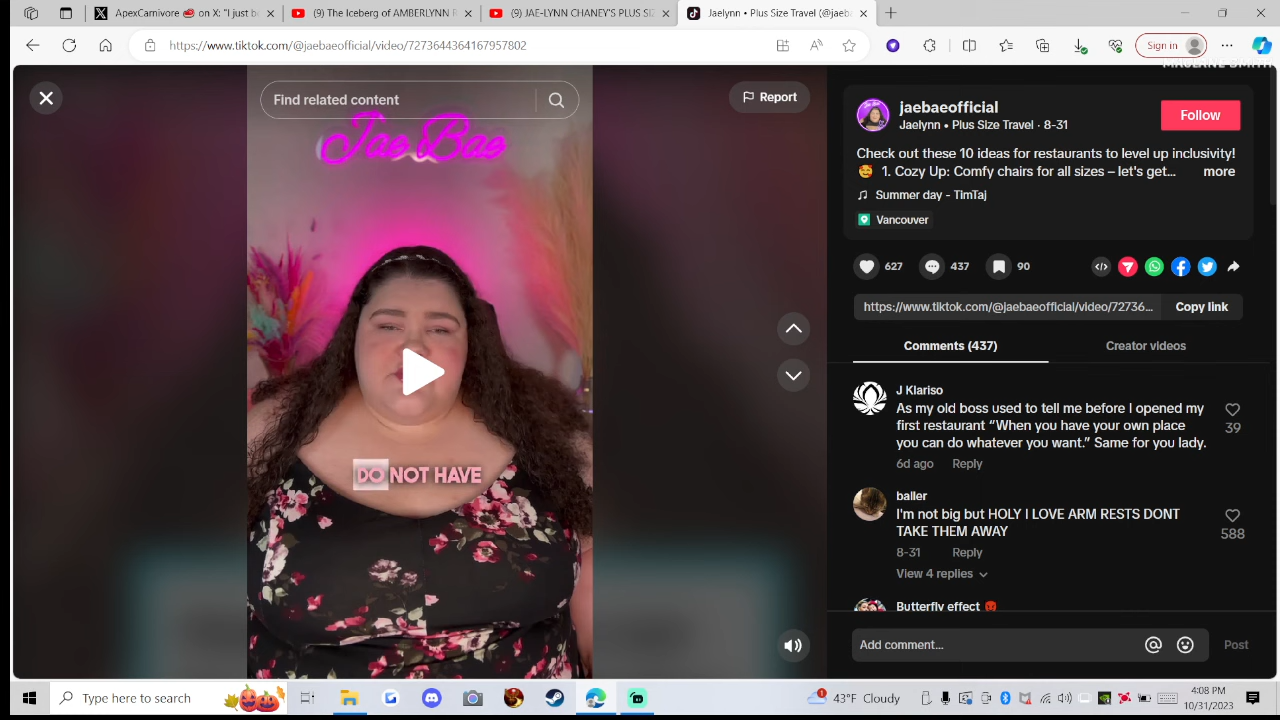 ApexCarnivore on X: "I just b
(9) The Iceberg of AMBERLYNN R
(9) JAE-LYNN CHANEY'S PLUS SIZ
Jaelynn • Plus Size Travel (@jaeb
https://www.tiktok.com/@jaebaeofficial/video/7273644364167957802
Sign in
Find related content
Report
Jae Bae
DO NOT HAVE
jaebaeofficial
Jaelynn • Plus Size Travel · 8-31
Follow
Check out these 10 ideas for restaurants to level up inclusivity!
🥰 1. Cozy Up: Comfy chairs for all sizes – let's get... more
Summer day - TimTaj
Vancouver
627
437
90
https://www.tiktok.com/@jaebaeofficial/video/72736...
Copy link
Comments (437)
Creator videos
J Klariso
As my old boss used to tell me before I opened my
first restaurant “When you have your own place
you can do whatever you want.” Same for you lady.
39
6d ago Reply
baller
I'm not big but HOLY I LOVE ARM RESTS DONT
TAKE THEM AWAY
588
8-31 Reply
View 4 replies
Butterfly effect
Add comment...
Post
Type here to search
43°F Cloudy
4:08 PM
10/31/2023